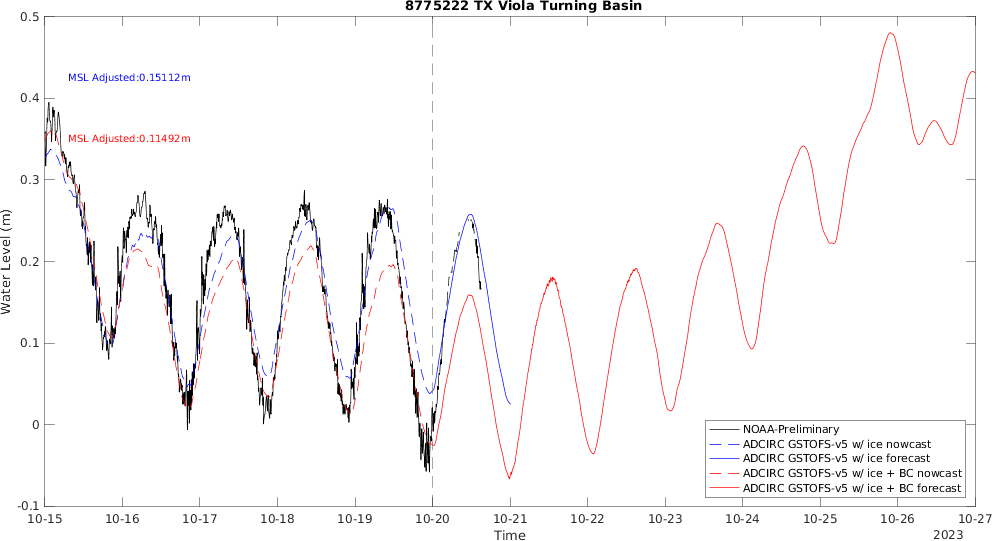 8775222 TX Viola Turning Basin
0.5
MSL Adjusted:0.15112m
0.4
MSL Adjusted:0.11492m
0.3
0.2
Water Level (m)
0.1
0
-0.1
NOAA-Preliminary
ADCIRC GSTOFS-v5 w/ ice nowcast
ADCIRC GSTOFS-v5 w/ ice forecast
ADCIRC GSTOFS-v5 w/ ice + BC nowcast
ADCIRC GSTOFS-v5 w/ ice + BC forecast
10-15 10-16 10-17 10-18 10-19 10-20 10-21 10-22 10-23 10-24 10-25 10-26 10-27
Time
2023